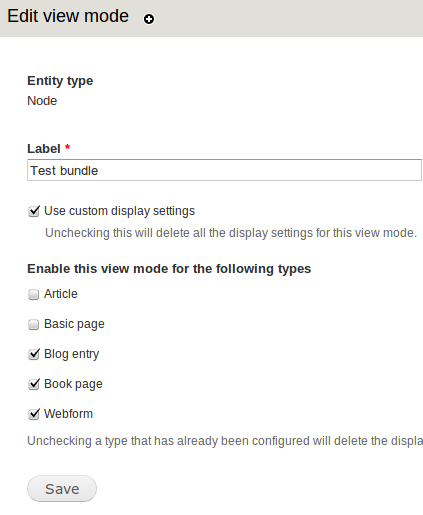 Edit view mode
Entity type
Node
Label *
Test bundle
Use custom display settings
Unchecking this will delete all the display settings for this view mode.
Enable this view mode for the following types
Article
Basic page
Blog entry
Book page
Webform
Unchecking a type that has already been configured will delete the displa
Save